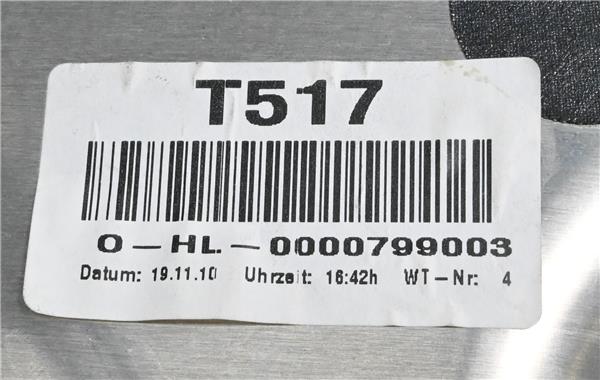 T517
O-HL-0000799003
Datum: 19.11.10 Uhrzeit: 16:42h WT-Nr: 4